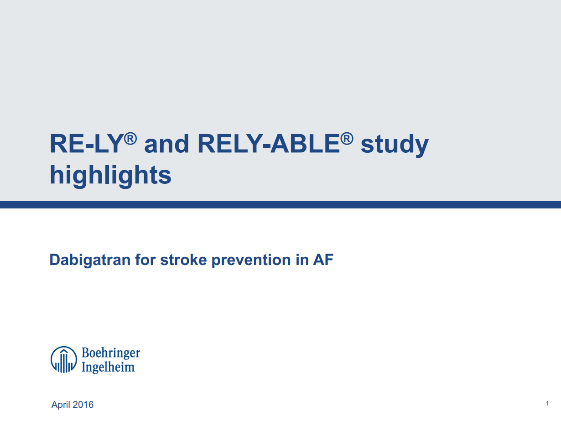 RE-LY® and RELY-ABLE® study
highlights
Dabigatran for stroke prevention in AF
Boehringer
Ingelheim
April 2016
1